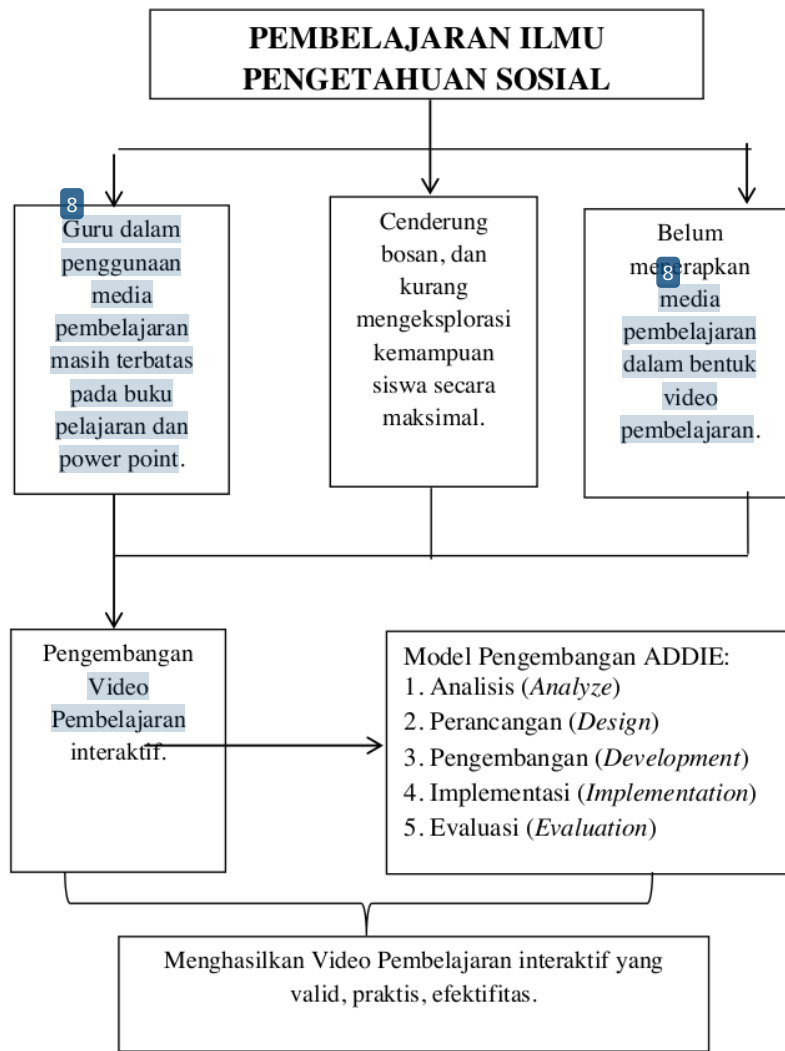 PEMBELAJARAN ILMU
PENGETAHUAN SOSIAL
8
Guru dalam
penggunaan
media
pembelajaran
masih terbatas
pada buku
pelajaran dan
power point.
Cenderung
bosan, dan
kurang
mengeksplorasi
kemampuan
siswa secara
maksimal.
Belum
menerapkan
8
media
pembelajaran
dalam bentuk
video
pembelajaran.
Pengembangan
Video
Pembelajaran
interaktif.
Model Pengembangan ADDIE:
1. Analisis (Analyze)
2. Perancangan (Design)
3. Pengembangan (Development)
4. Implementasi (Implementation)
5. Evaluasi (Evaluation)
Menghasilkan Video Pembelajaran interaktif yang
valid, praktis, efektifitas.